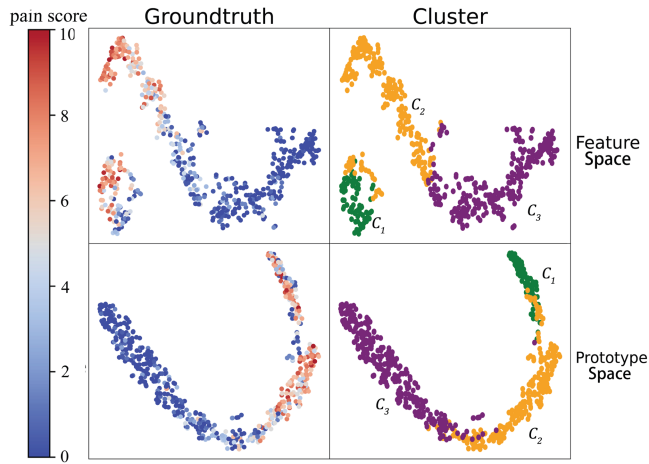 pain score
Groundtruth
Cluster
10
8
6
4
2
0
C2
C1
C3
Feature
Space
C1
C3
C2
Prototype
Space